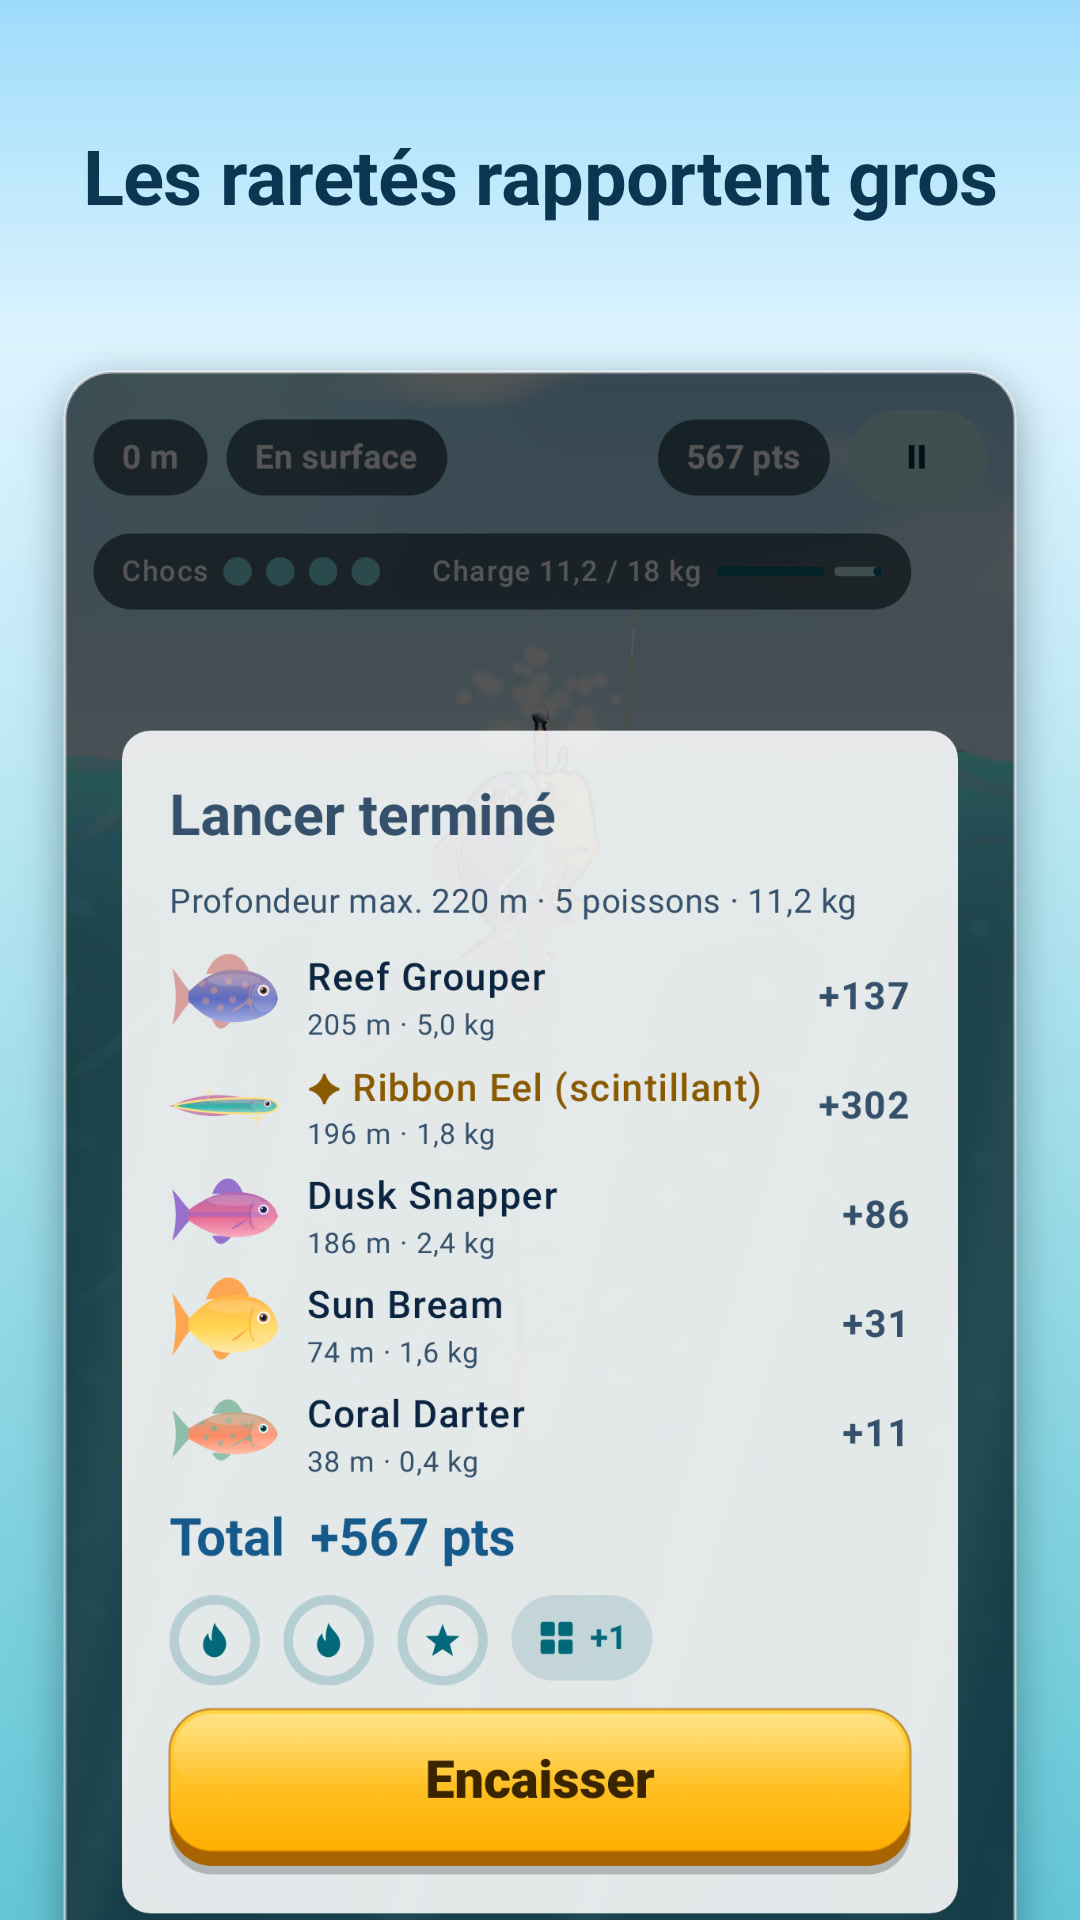 Les raretés rapportent gros
0 m
En surface
567 pts
Chocs
Charge 11,2 / 18 kg
Lancer terminé
Profondeur max. 220 m · 5 poissons · 11,2 kg
Reef Grouper
205 m · 5,0 kg
+137
✦ Ribbon Eel (scintillant)
196 m · 1,8 kg
+302
Dusk Snapper
186 m · 2,4 kg
+86
Sun Bream
74 m · 1,6 kg
+31
Coral Darter
38 m · 0,4 kg
+11
Total +567 pts
+1
Encaisser